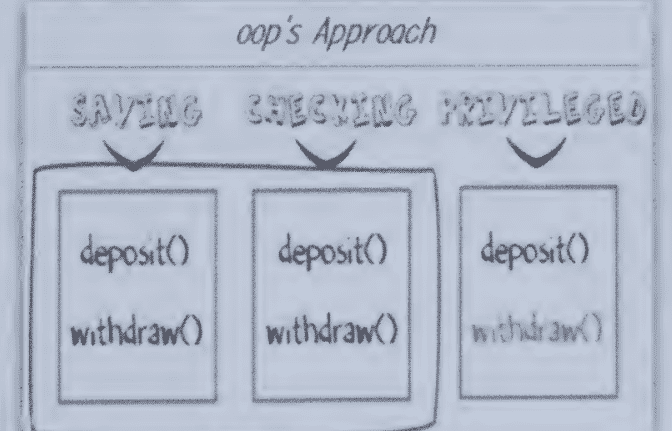 oop's Approach
SAVING CHECKING PRIVILEGED
deposit() deposit() deposit()
withdraw() withdraw() withdraw()